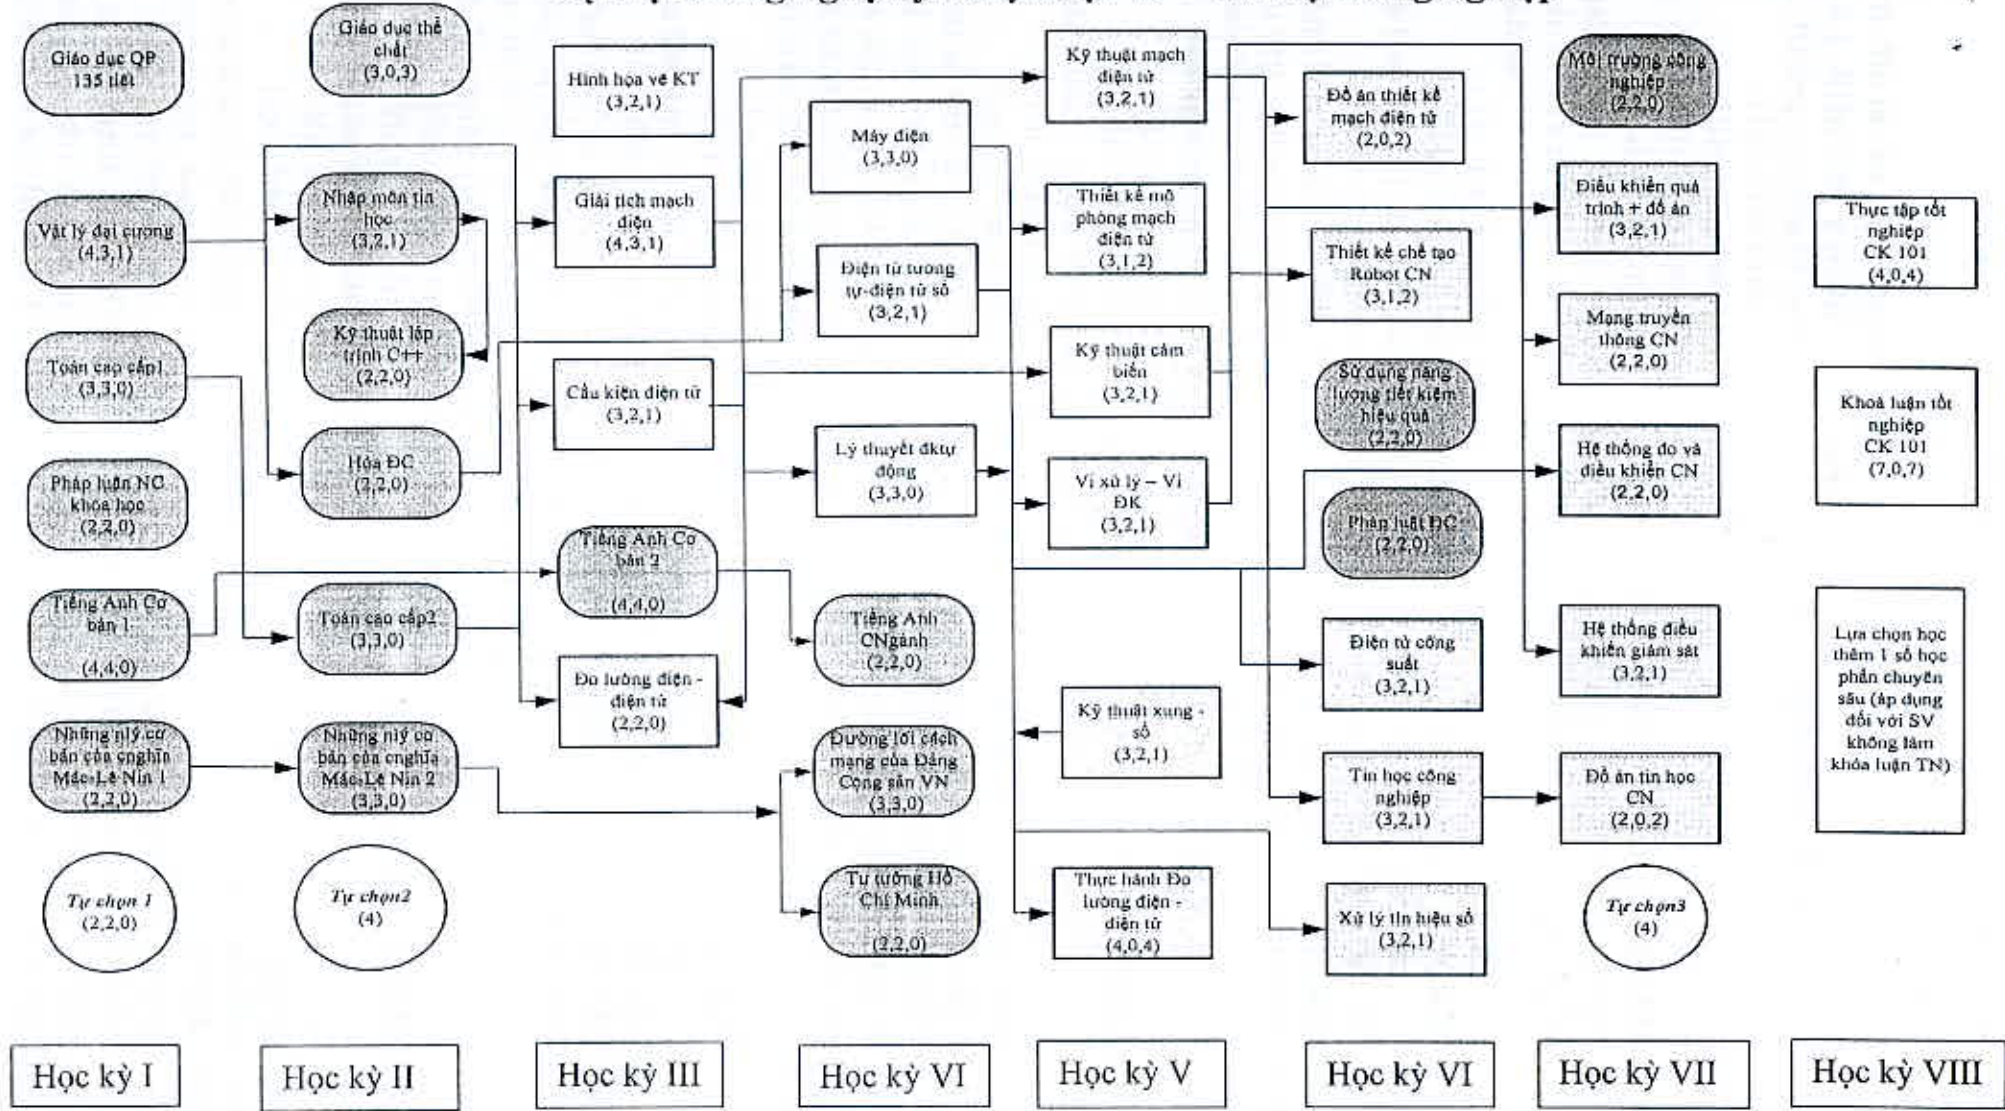 Giáo dục QP
135 tiết
Vật lý đại cương
(4,3,1)
Toán cao cấp1
(3,3,0)
Pháp luận NC
khoa học
(2,2,0)
Tiếng Anh Cơ
bản 1
(4,4,0)
Những nlý cơ
bản của cnghĩa
Mác-Lê Nin 1
(2,2,0)
Tự chọn 1
(2,2,0)
Học kỳ I
Giáo dục thể
chất
(3,0,3)
Nhập môn tin
học
(3,2,1)
Kỹ thuật lập
trình C++
(2,2,0)
Hóa ĐC
(2,2,0)
Toán cao cấp2
(3,3,0)
Những nlý cơ
bản của cnghĩa
Mác-Lê Nin 2
(3,3,0)
Tự chọn2
(4)
Học kỳ II
Hình họa vẽ KT
(3,2,1)
Giải tích mạch
điện
(4,3,1)
Cấu kiện điện tử
(3,2,1)
Tiếng Anh Cơ
bản 2
(4,4,0)
Đo lường điện -
điện tử
(2,2,0)
Học kỳ III
Máy điện
(3,3,0)
Điện tử tương
tự-điện tử số
(3,2,1)
Lý thuyết đktự
động
(3,3,0)
Tiếng Anh
CNgành
(2,2,0)
Đường lối cách
mạng của Đảng
Cộng sản VN
(3,3,0)
Tư tưởng Hồ
Chí Minh
(2,2,0)
Học kỳ VI
Kỹ thuật mạch
điện tử
(3,2,1)
Thiết kế mô
phỏng mạch
điện tử
(3,1,2)
Kỹ thuật cảm
biến
(3,2,1)
Vi xử lý – Vi
ĐK
(3,2,1)
Kỹ thuật xung -
số
(3,2,1)
Thực hành Đo
lường điện -
điện tử
(4,0,4)
Học kỳ V
Đồ án thiết kế
mạch điện tử
(2,0,2)
Thiết kế chế tạo
Robot CN
(3,1,2)
Sử dụng năng
lượng tiết kiệm
hiệu quả
(2,2,0)
Pháp luật ĐC
(2,2,0)
Điện tử công
suất
(3,2,1)
Tin học công
nghiệp
(3,2,1)
Xử lý tín hiệu số
(3,2,1)
Học kỳ VI
Môi trường công
nghiệp
(2,2,0)
Điều khiển quá
trình + đồ án
(3,2,1)
Mạng truyền
thông CN
(2,2,0)
Hệ thống đo và
điều khiển CN
(2,2,0)
Hệ thống điều
khiển giám sát
(3,2,1)
Đồ án tin học
CN
(2,0,2)
Tự chọn3
(4)
Học kỳ VII
Thực tập tốt
nghiệp
CK 101
(4,0,4)
Khoá luận tốt
nghiệp
CK 101
(7,0,7)
Lựa chọn học
thêm 1 số học
phần chuyên
sâu (áp dụng
đối với SV
không làm
khóa luận TN)
Học kỳ VIII